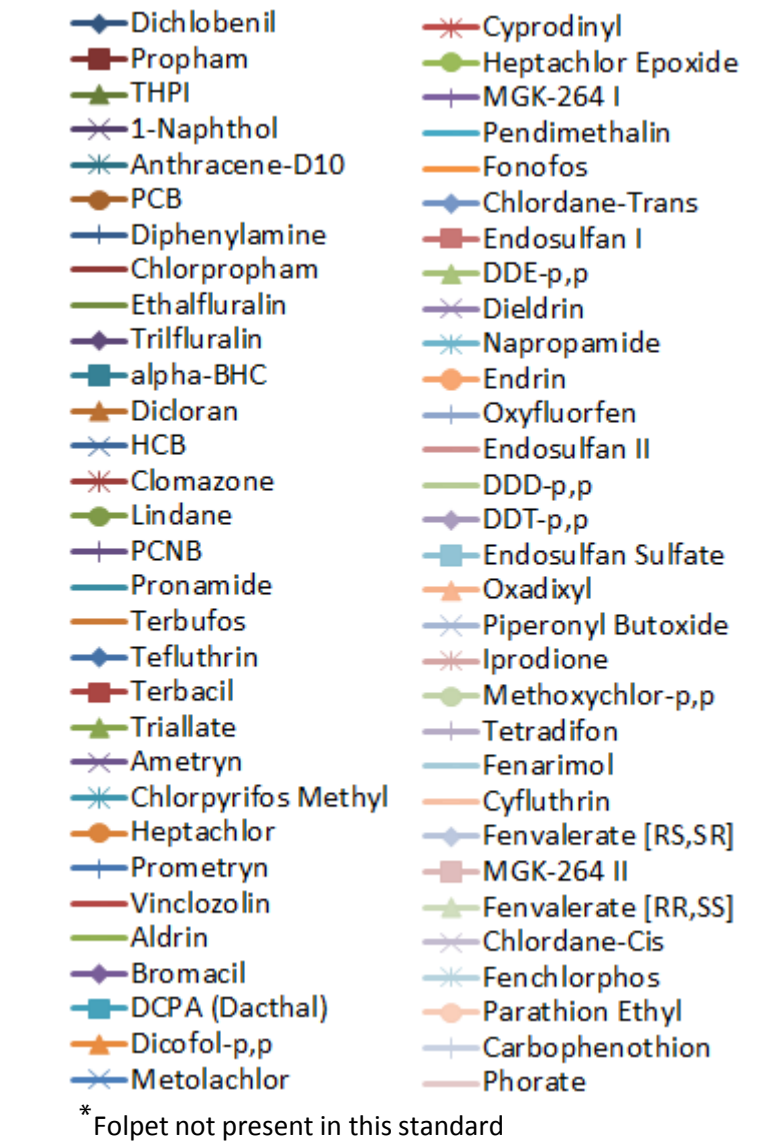 Dichlobenil
Propham
THPI
1-Naphthol
Anthracene-D10
PCB
Diphenylamine
Chlorpropham
Ethalfluralin
Trilfluralin
alpha-BHC
Dicloran
HCB
Clomazone
Lindane
PCNB
Pronamide
Terbufos
Tefluthrin
Terbacil
Triallate
Ametryn
Chlorpyrifos Methyl
Heptachlor
Prometryn
Vinclozolin
Aldrin
Bromacil
DCPA (Dacthal)
Dicofol-p,p
Metolachlor
Cyprodinyl
Heptachlor Epoxide
MGK-264 I
Pendimethalin
Fonofos
Chlordane-Trans
Endosulfan I
DDE-p,p
Dieldrin
Napropamide
Endrin
Oxyfluorfen
Endosulfan II
DDD-p,p
DDT-p,p
Endosulfan Sulfate
Oxadixyl
Piperonyl Butoxide
Iprodione
Methoxychlor-p,p
Tetradifon
Fenarimol
Cyfluthrin
Fenvalerate [RS,SR]
MGK-264 II
Fenvalerate [RR,SS]
Chlordane-Cis
Fenchlorphos
Parathion Ethyl
Carbophenothion
Phorate
*Folpet not present in this standard